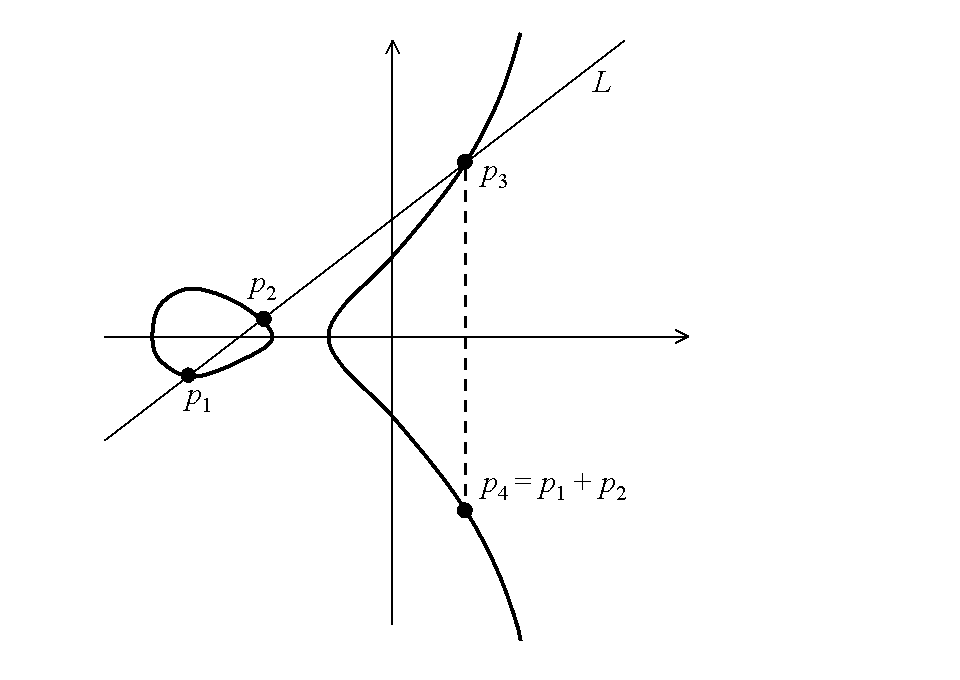 L
p₃
p₂
p₁
p₄ = p₁ + p₂